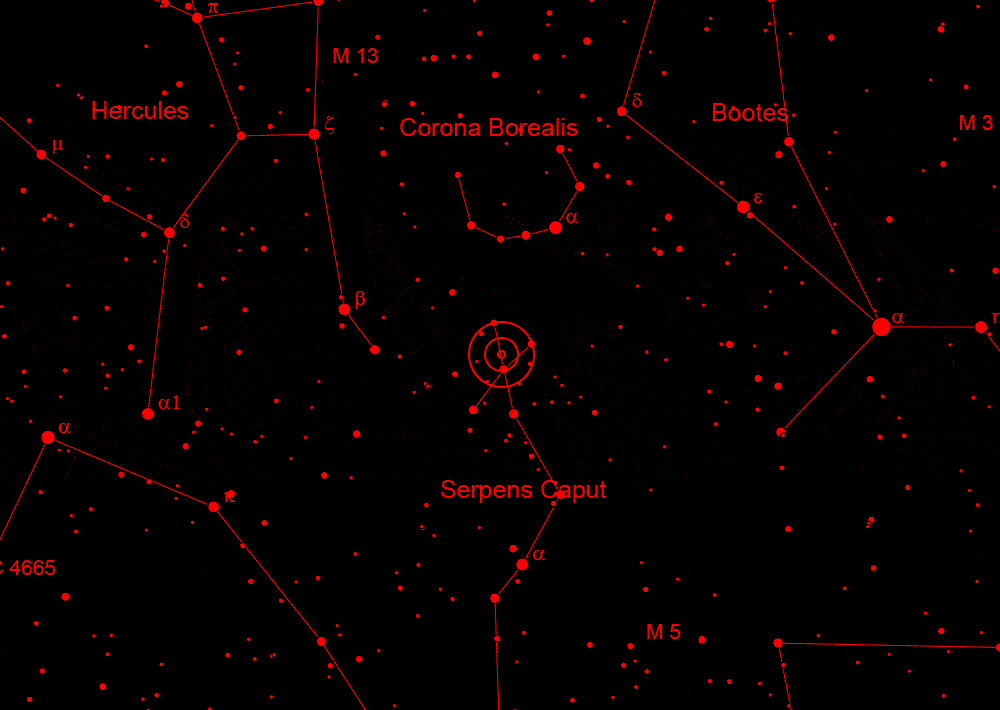 π
M 13
δ
Hercules
Bootes
ζ
M 3
Corona Borealis
μ
ε
α
δ
β
α
η
α1
α
Serpens Caput
κ
α
C 4665
M 5